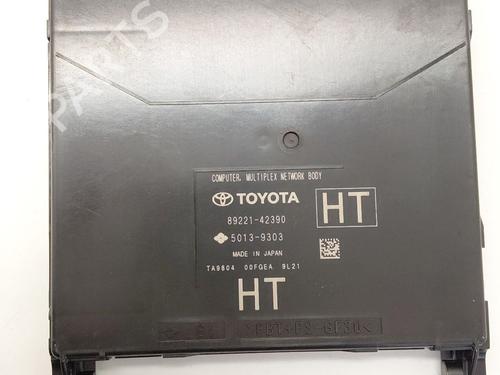 PARTS
COMPUTER, MULTIPLEX NETWORK BODY
TOYOTA
HT
89221-42390
5013-9303
MADE IN JAPAN
TA9804 00FGEA 9L21
HT